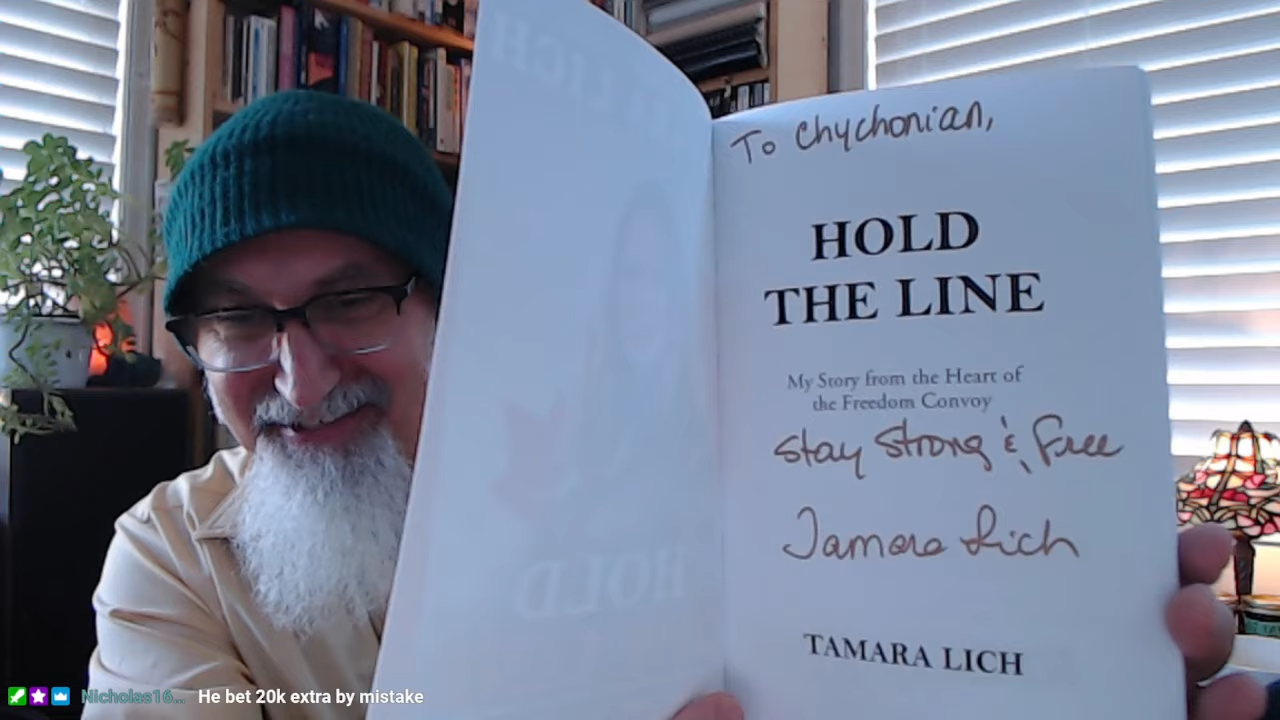 To Chychonian,
HOLD
THE LINE
My Story from the Heart of
the Freedom Convoy
Stay Strong & Free
Tamara Lich
TAMARA LICH
HOLD
Nicholas16... He bet 20k extra by mistake